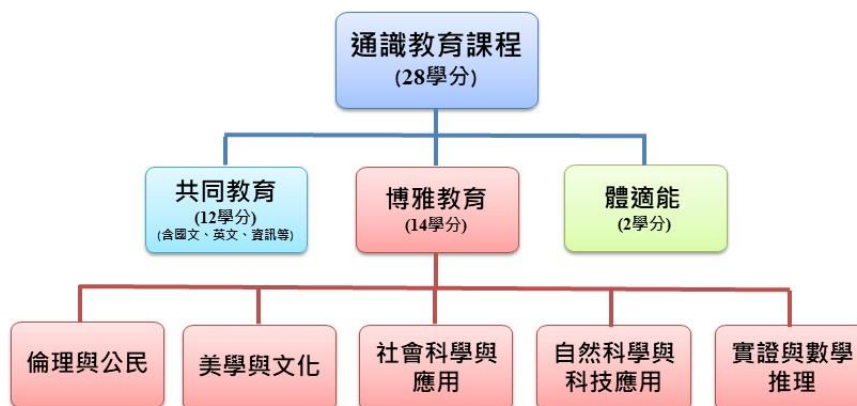 通識教育課程
(28學分)
共同教育
(12學分)
(含國文、英文、資訊等)
博雅教育
(14學分)
體適能
(2學分)
倫理與公民
美學與文化
社會科學與
應用
自然科學與
科技應用
實證與數學
推理